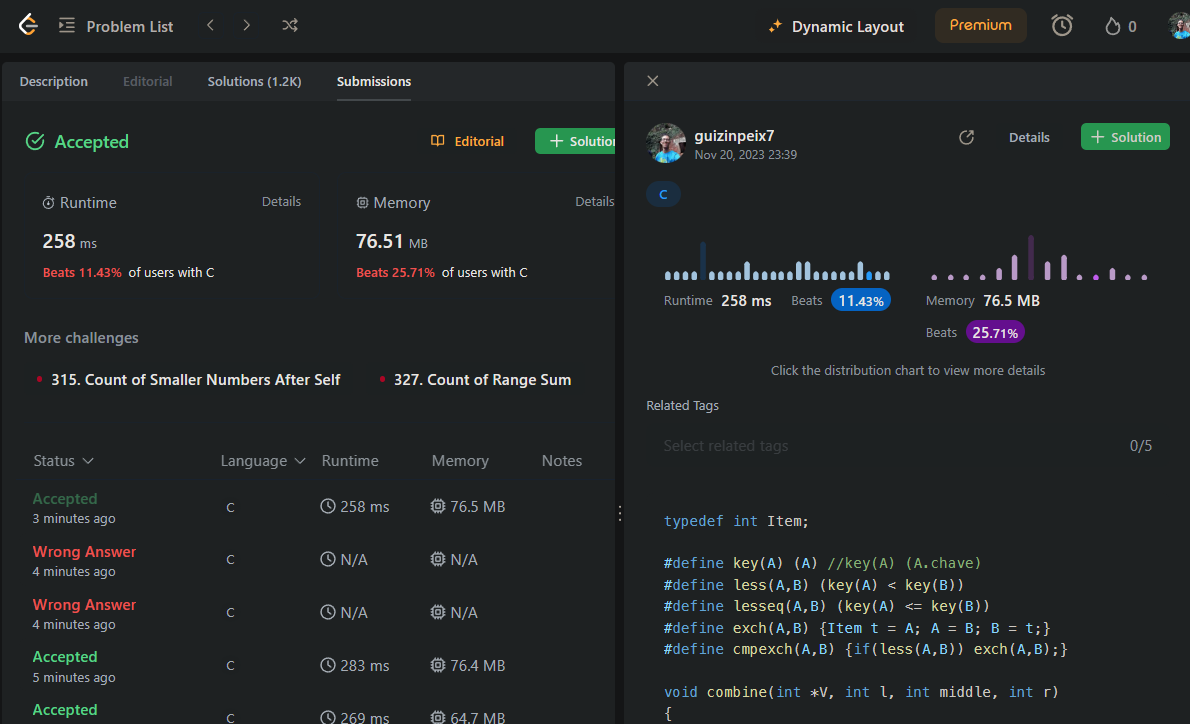 Problem List
Dynamic Layout
Premium
0
Description Editorial Solutions (1.2K) Submissions
Accepted
Editorial
Solution
Runtime
Details
258 ms
Beats 11.43% of users with C
Memory
Details
76.51 MB
Beats 25.71% of users with C
More challenges
315. Count of Smaller Numbers After Self
327. Count of Range Sum
Status Language Runtime Memory Notes
Accepted
3 minutes ago
C 258 ms 76.5 MB
Wrong Answer
4 minutes ago
C N/A N/A
Wrong Answer
4 minutes ago
C N/A N/A
Accepted
5 minutes ago
C 283 ms 76.4 MB
Accepted
C 269 ms 64.7 MB
guizinpeix7
Nov 20, 2023 23:39
Details
Solution
C
Runtime 258 ms Beats 11.43%
Memory 76.5 MB
Beats 25.71%
Click the distribution chart to view more details
Related Tags
Select related tags
0/5
typedef int Item;
#define key(A) (A) //key(A) (A.chave)
#define less(A,B) (key(A) < key(B))
#define lesseq(A,B) (key(A) <= key(B))
#define exch(A,B) {Item t = A; A = B; B = t;}
#define cmpexch(A,B) {if(less(A,B)) exch(A,B);}
void combine(int *V, int l, int middle, int r)
{